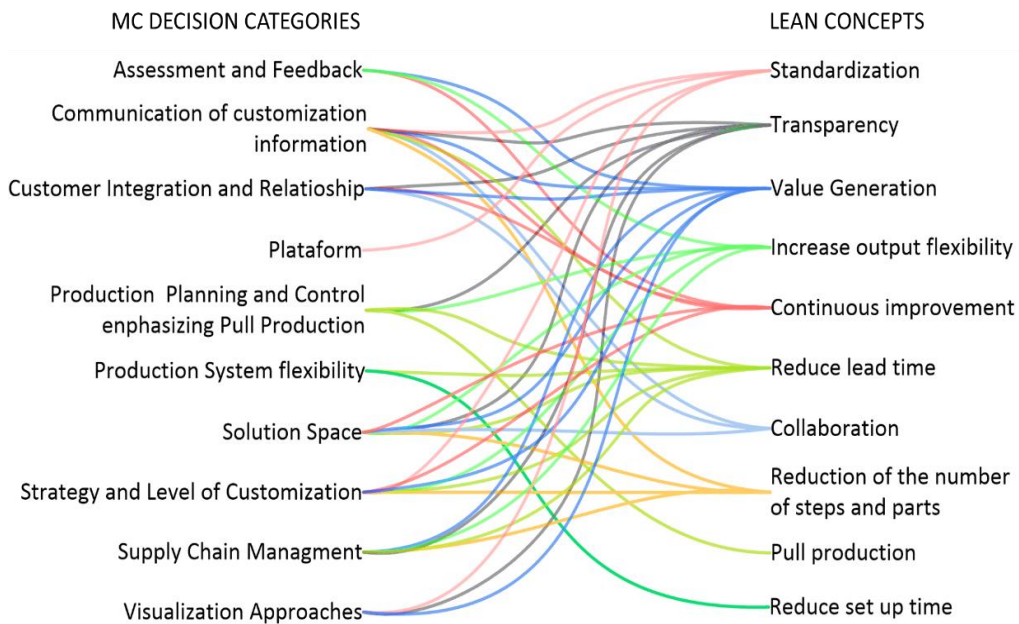 MC DECISION CATEGORIES
Assessment and Feedback
Communication of customization
information
Customer Integration and Relatioship
Plataform
Production Planning and Control
enphasizing Pull Production
Production System flexibility
Solution Space
Strategy and Level of Customization
Supply Chain Managment
Visualization Approaches
LEAN CONCEPTS
Standardization
Transparency
Value Generation
Increase output flexibility
Continuous improvement
Reduce lead time
Collaboration
Reduction of the number
of steps and parts
Pull production
Reduce set up time